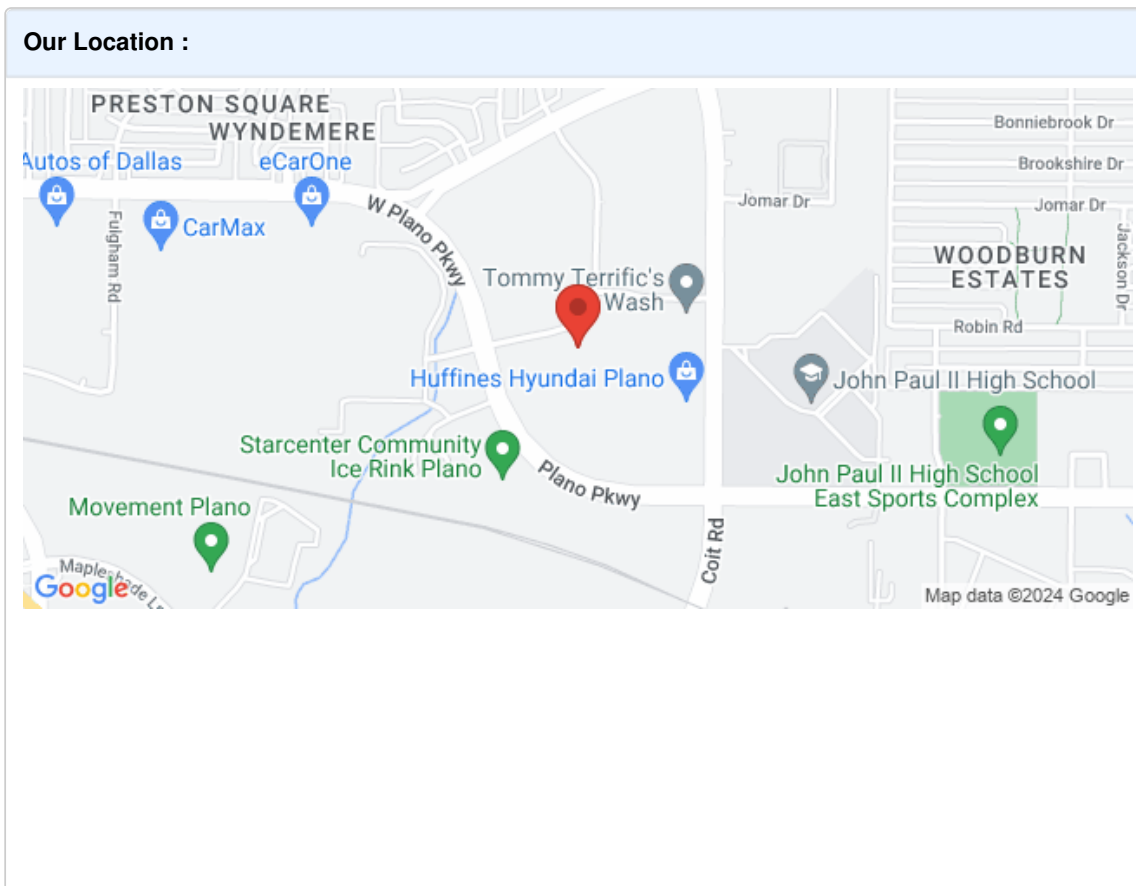 Our Location :
PRESTON SQUARE
WYNDEMERE
Bonniebrook Dr
Autos of Dallas
eCarOne
Brookshire Dr
W Plano Pkwy
Jomar Dr
Jomar Dr
CarMax
Fulgham Rd
WOODBURN
ESTATES
Jackson Dr
Tommy Terrific's
Wash
Robin Rd
Huffines Hyundai Plano
John Paul II High School
Starcenter Community
Ice Rink Plano
Plano Pkwy
John Paul II High School
East Sports Complex
Movement Plano
Coit Rd
Google
Map data ©2024 Google